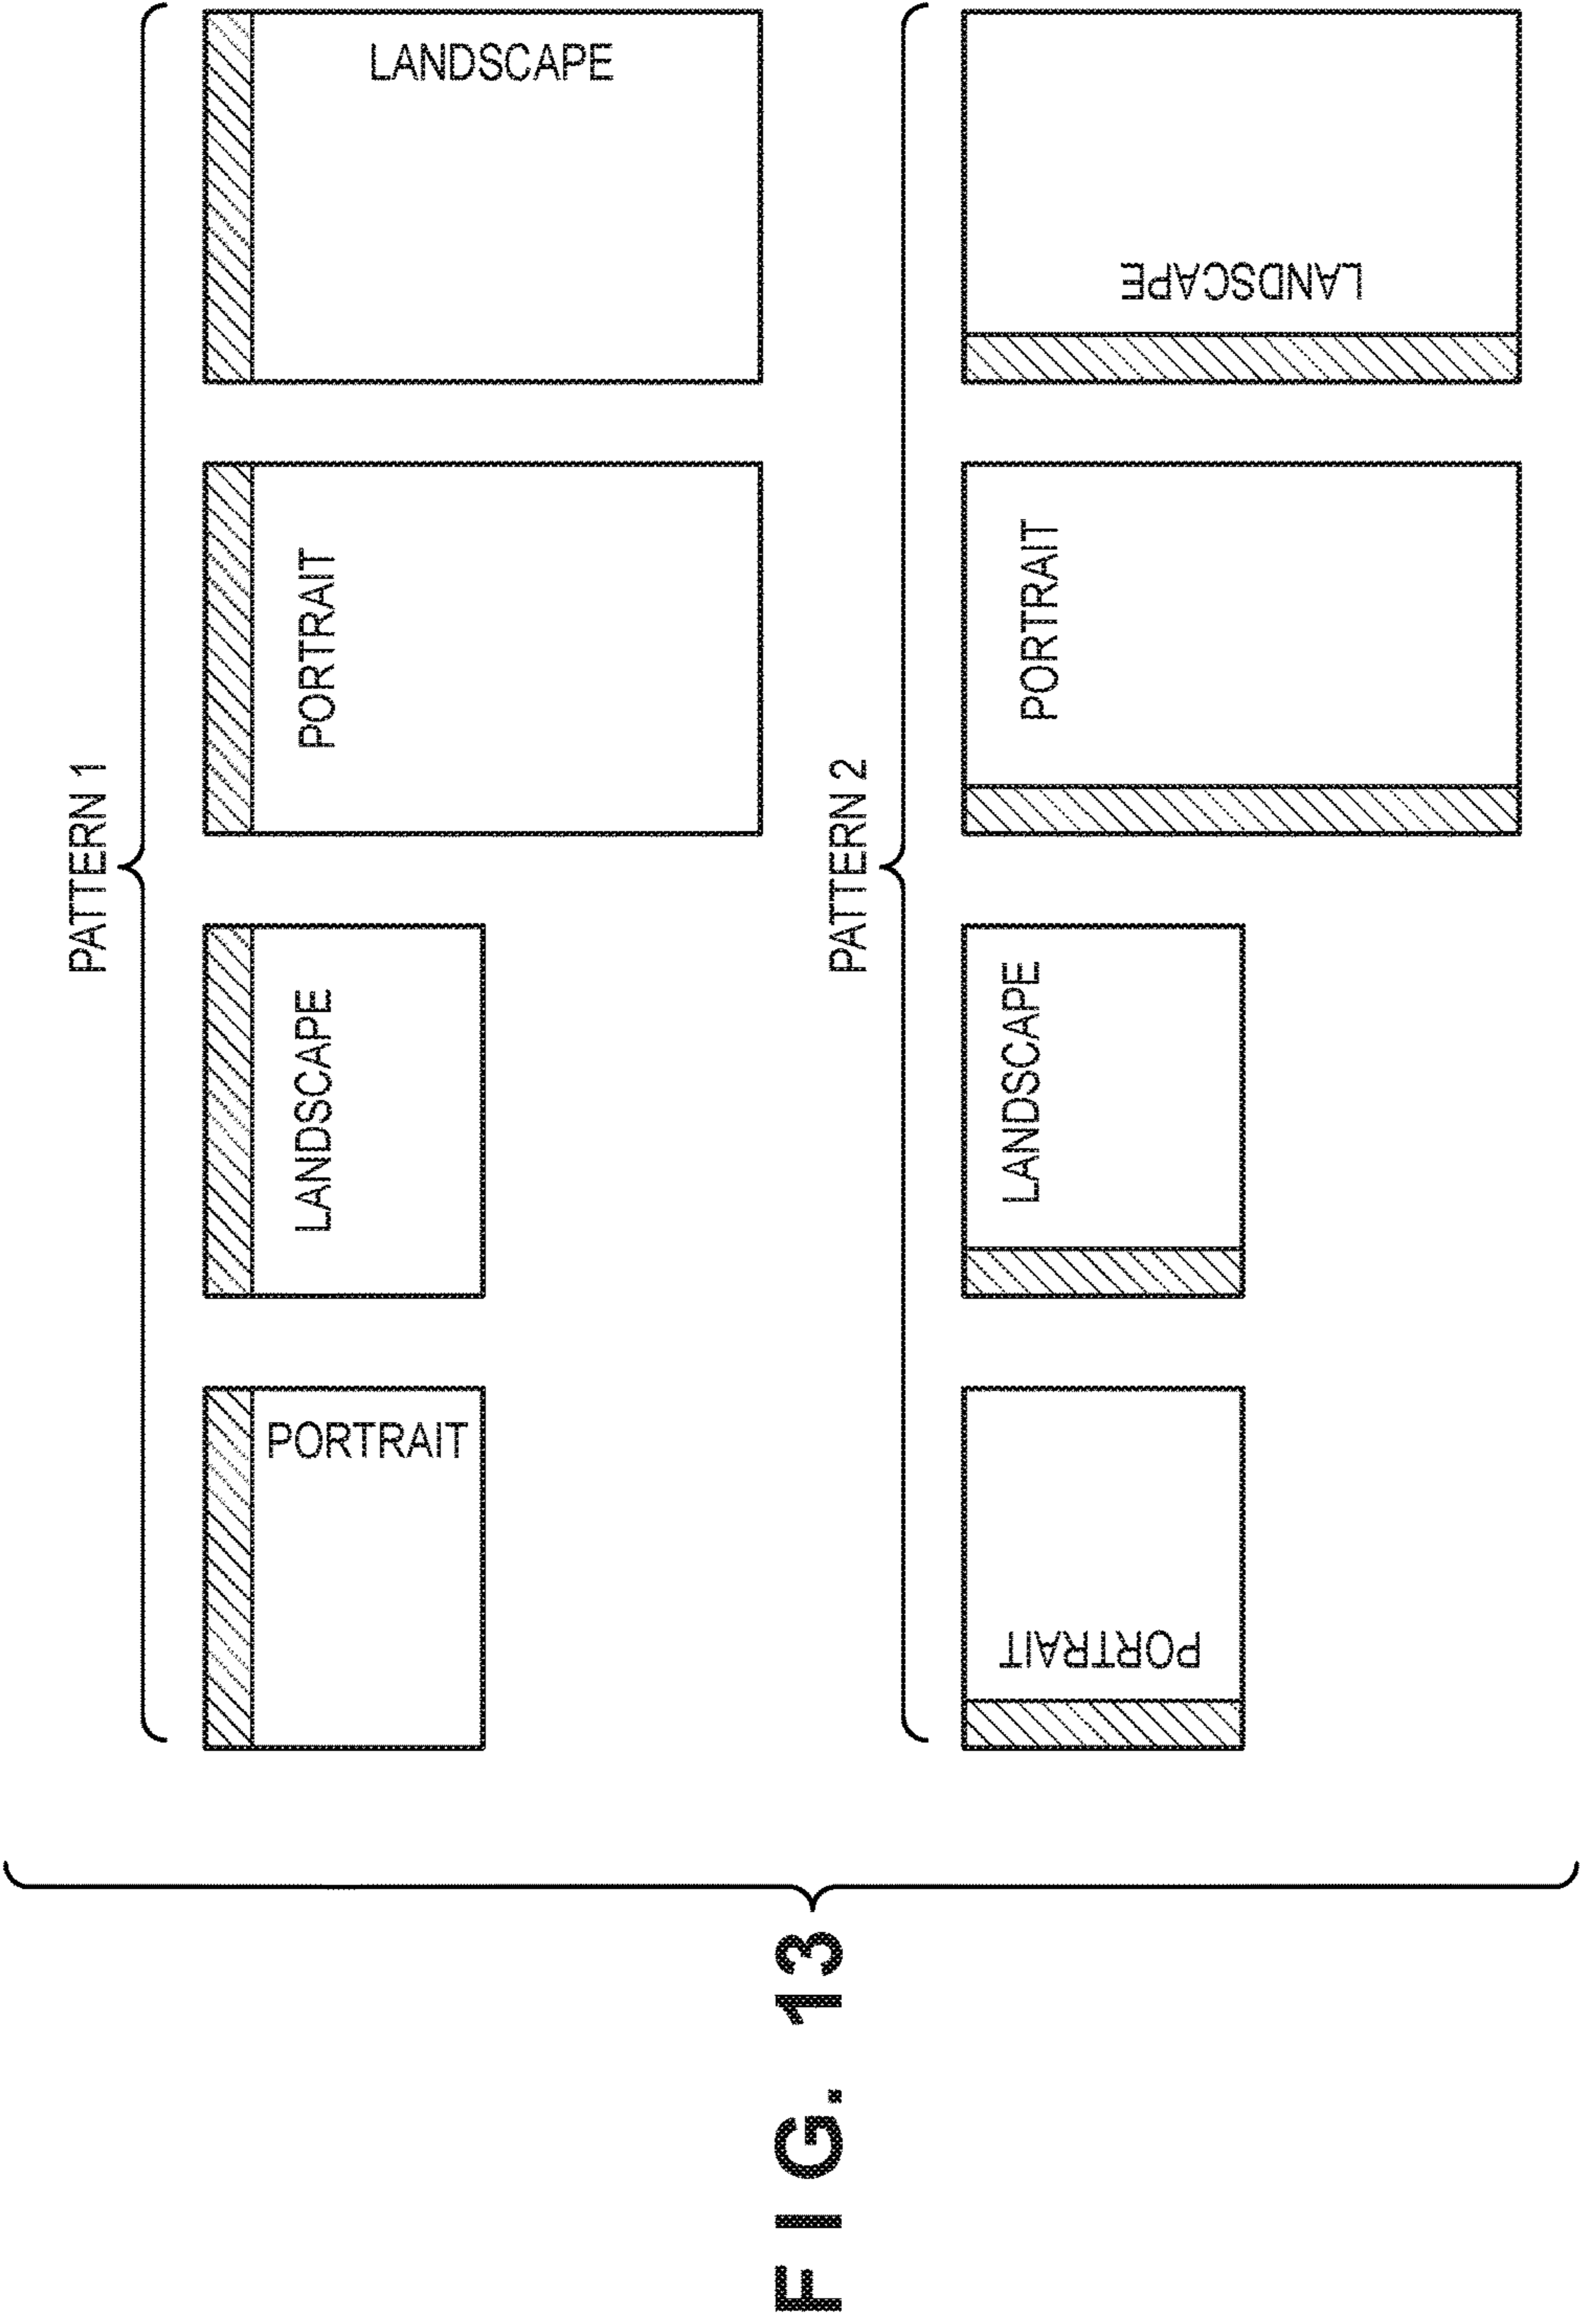 FIG. 13
PATTERN 1
PORTRAIT
LANDSCAPE
PORTRAIT
LANDSCAPE
PATTERN 2
PORTRAIT
LANDSCAPE
PORTRAIT
LANDSCAPE